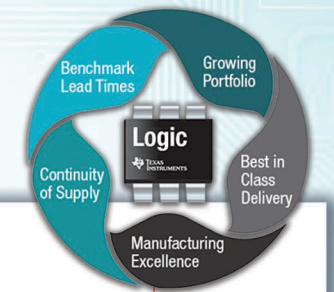 Benchmark
Lead Times
Growing
Portfolio
Logic
TEXAS
INSTRUMENTS
Continuity
of Supply
Best in
Class
Delivery
Manufacturing
Excellence